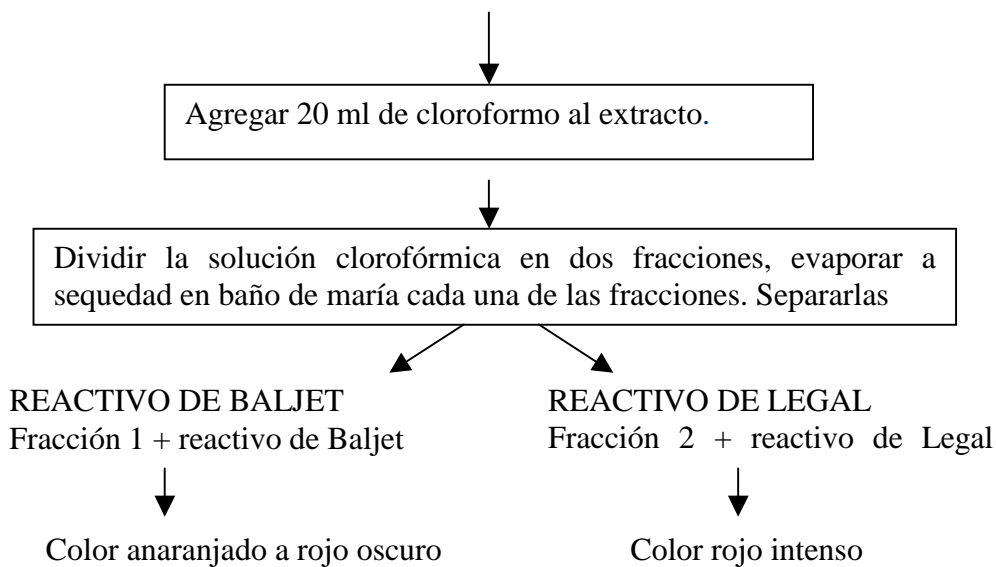 Agregar 20 ml de cloroformo al extracto.
Dividir la solución clorofórmica en dos fracciones, evaporar a
sequedad en baño de maría cada una de las fracciones. Separarlas
REACTIVO DE BALJET
Fracción 1 + reactivo de Baljet
Color anaranjado a rojo oscuro
REACTIVO DE LEGAL
Fracción 2 + reactivo de Legal
Color rojo intenso